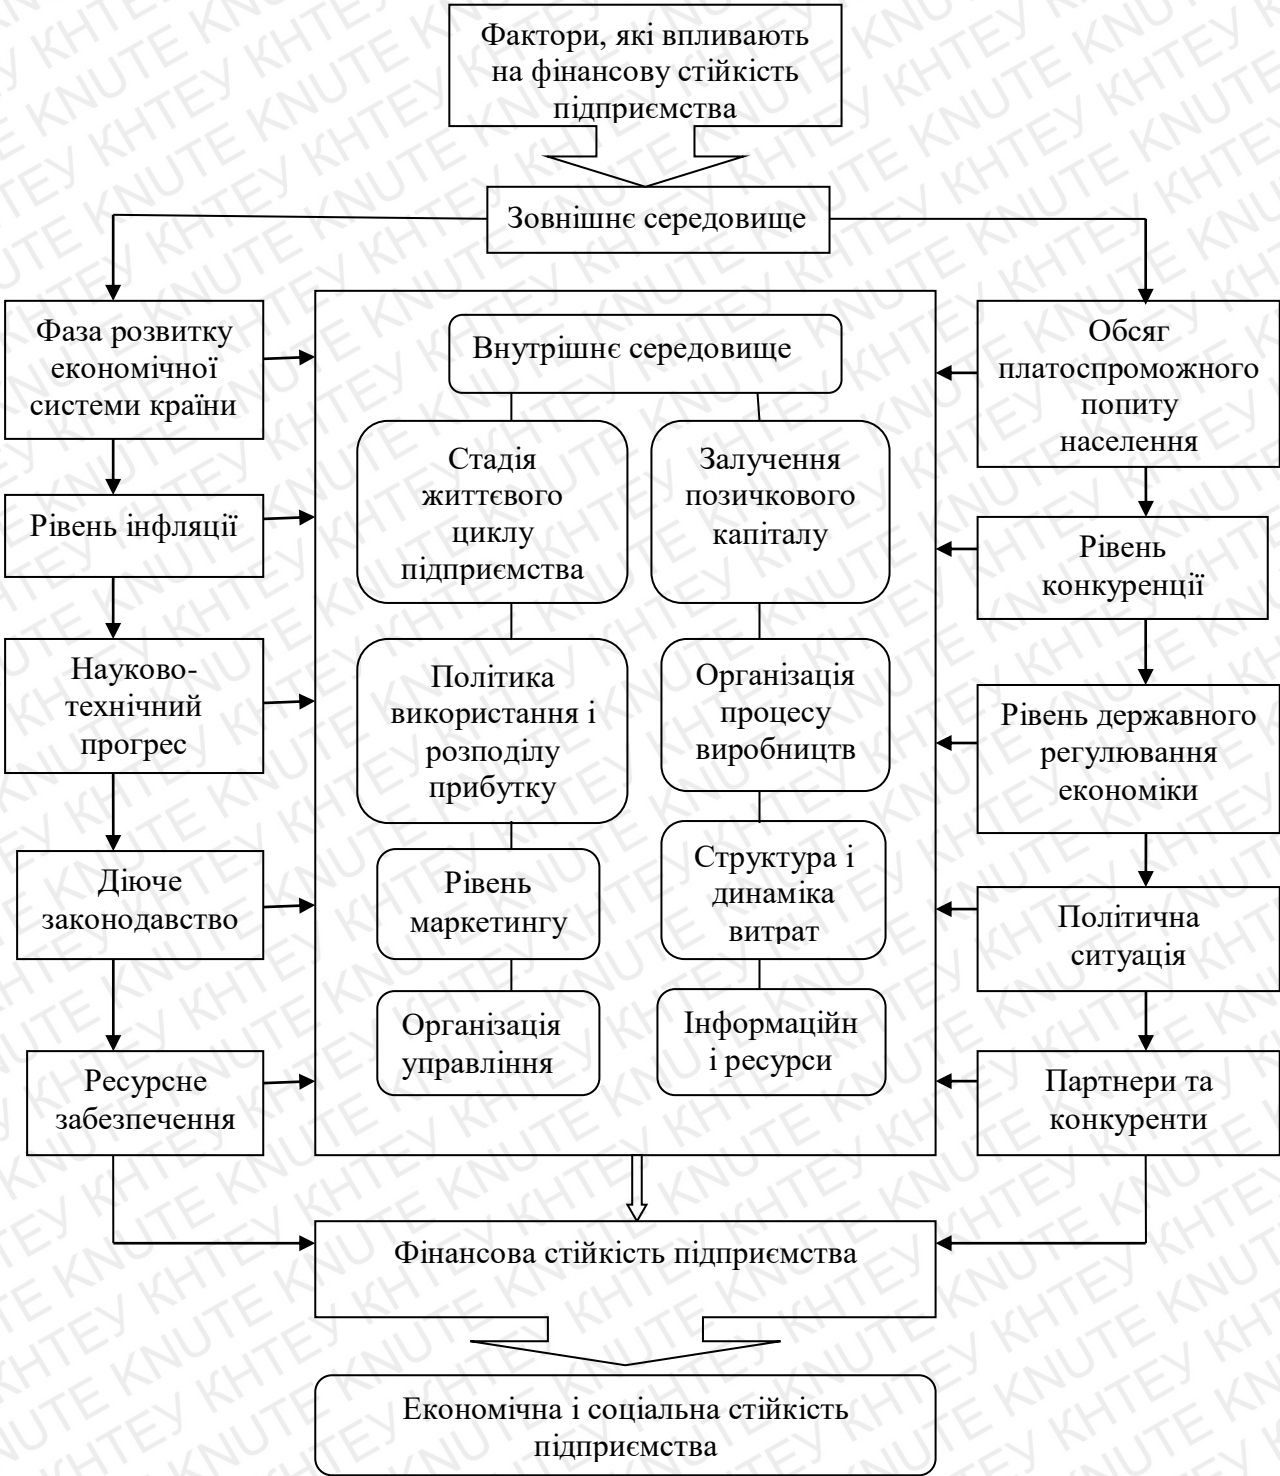 Фактори, які впливають
на фінансову стійкість
підприємства
Зовнішнє середовище
Фаза розвитку
економічної
системи країни
Рівень інфляції
Науково-
технічний
прогрес
Діюче
законодавство
Ресурсне
забезпечення
Внутрішнє середовище
Стадія
життєвого
циклу
підприємства
Політика
використання і
розподілу
прибутку
Рівень
маркетингу
Організація
управління
Залучення
позичкового
капіталу
Організація
процесу
виробництв
Структура і
динаміка
витрат
Інформаційн
і ресурси
Обсяг
платоспроможного
попиту
населення
Рівень
конкуренції
Рівень державного
регулювання
економіки
Політична
ситуація
Партнери та
конкуренти
Фінансова стійкість підприємства
Економічна і соціальна стійкість
підприємства